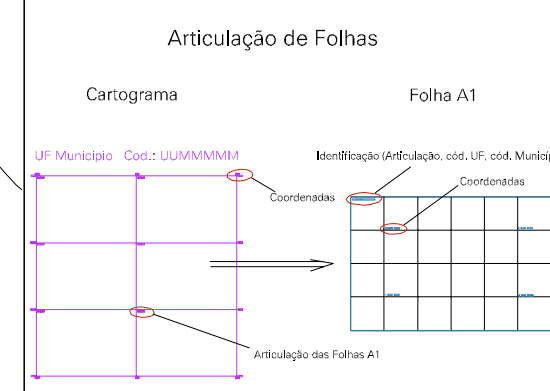 Articulação de Folhas
Cartograma
Folha A1
UF Municipio Cod.: UUMMMMM
Identificação (Articulação, cód. UF, cód. Municíp
Coordenadas
Coordenadas
Articulação das Folhas A1